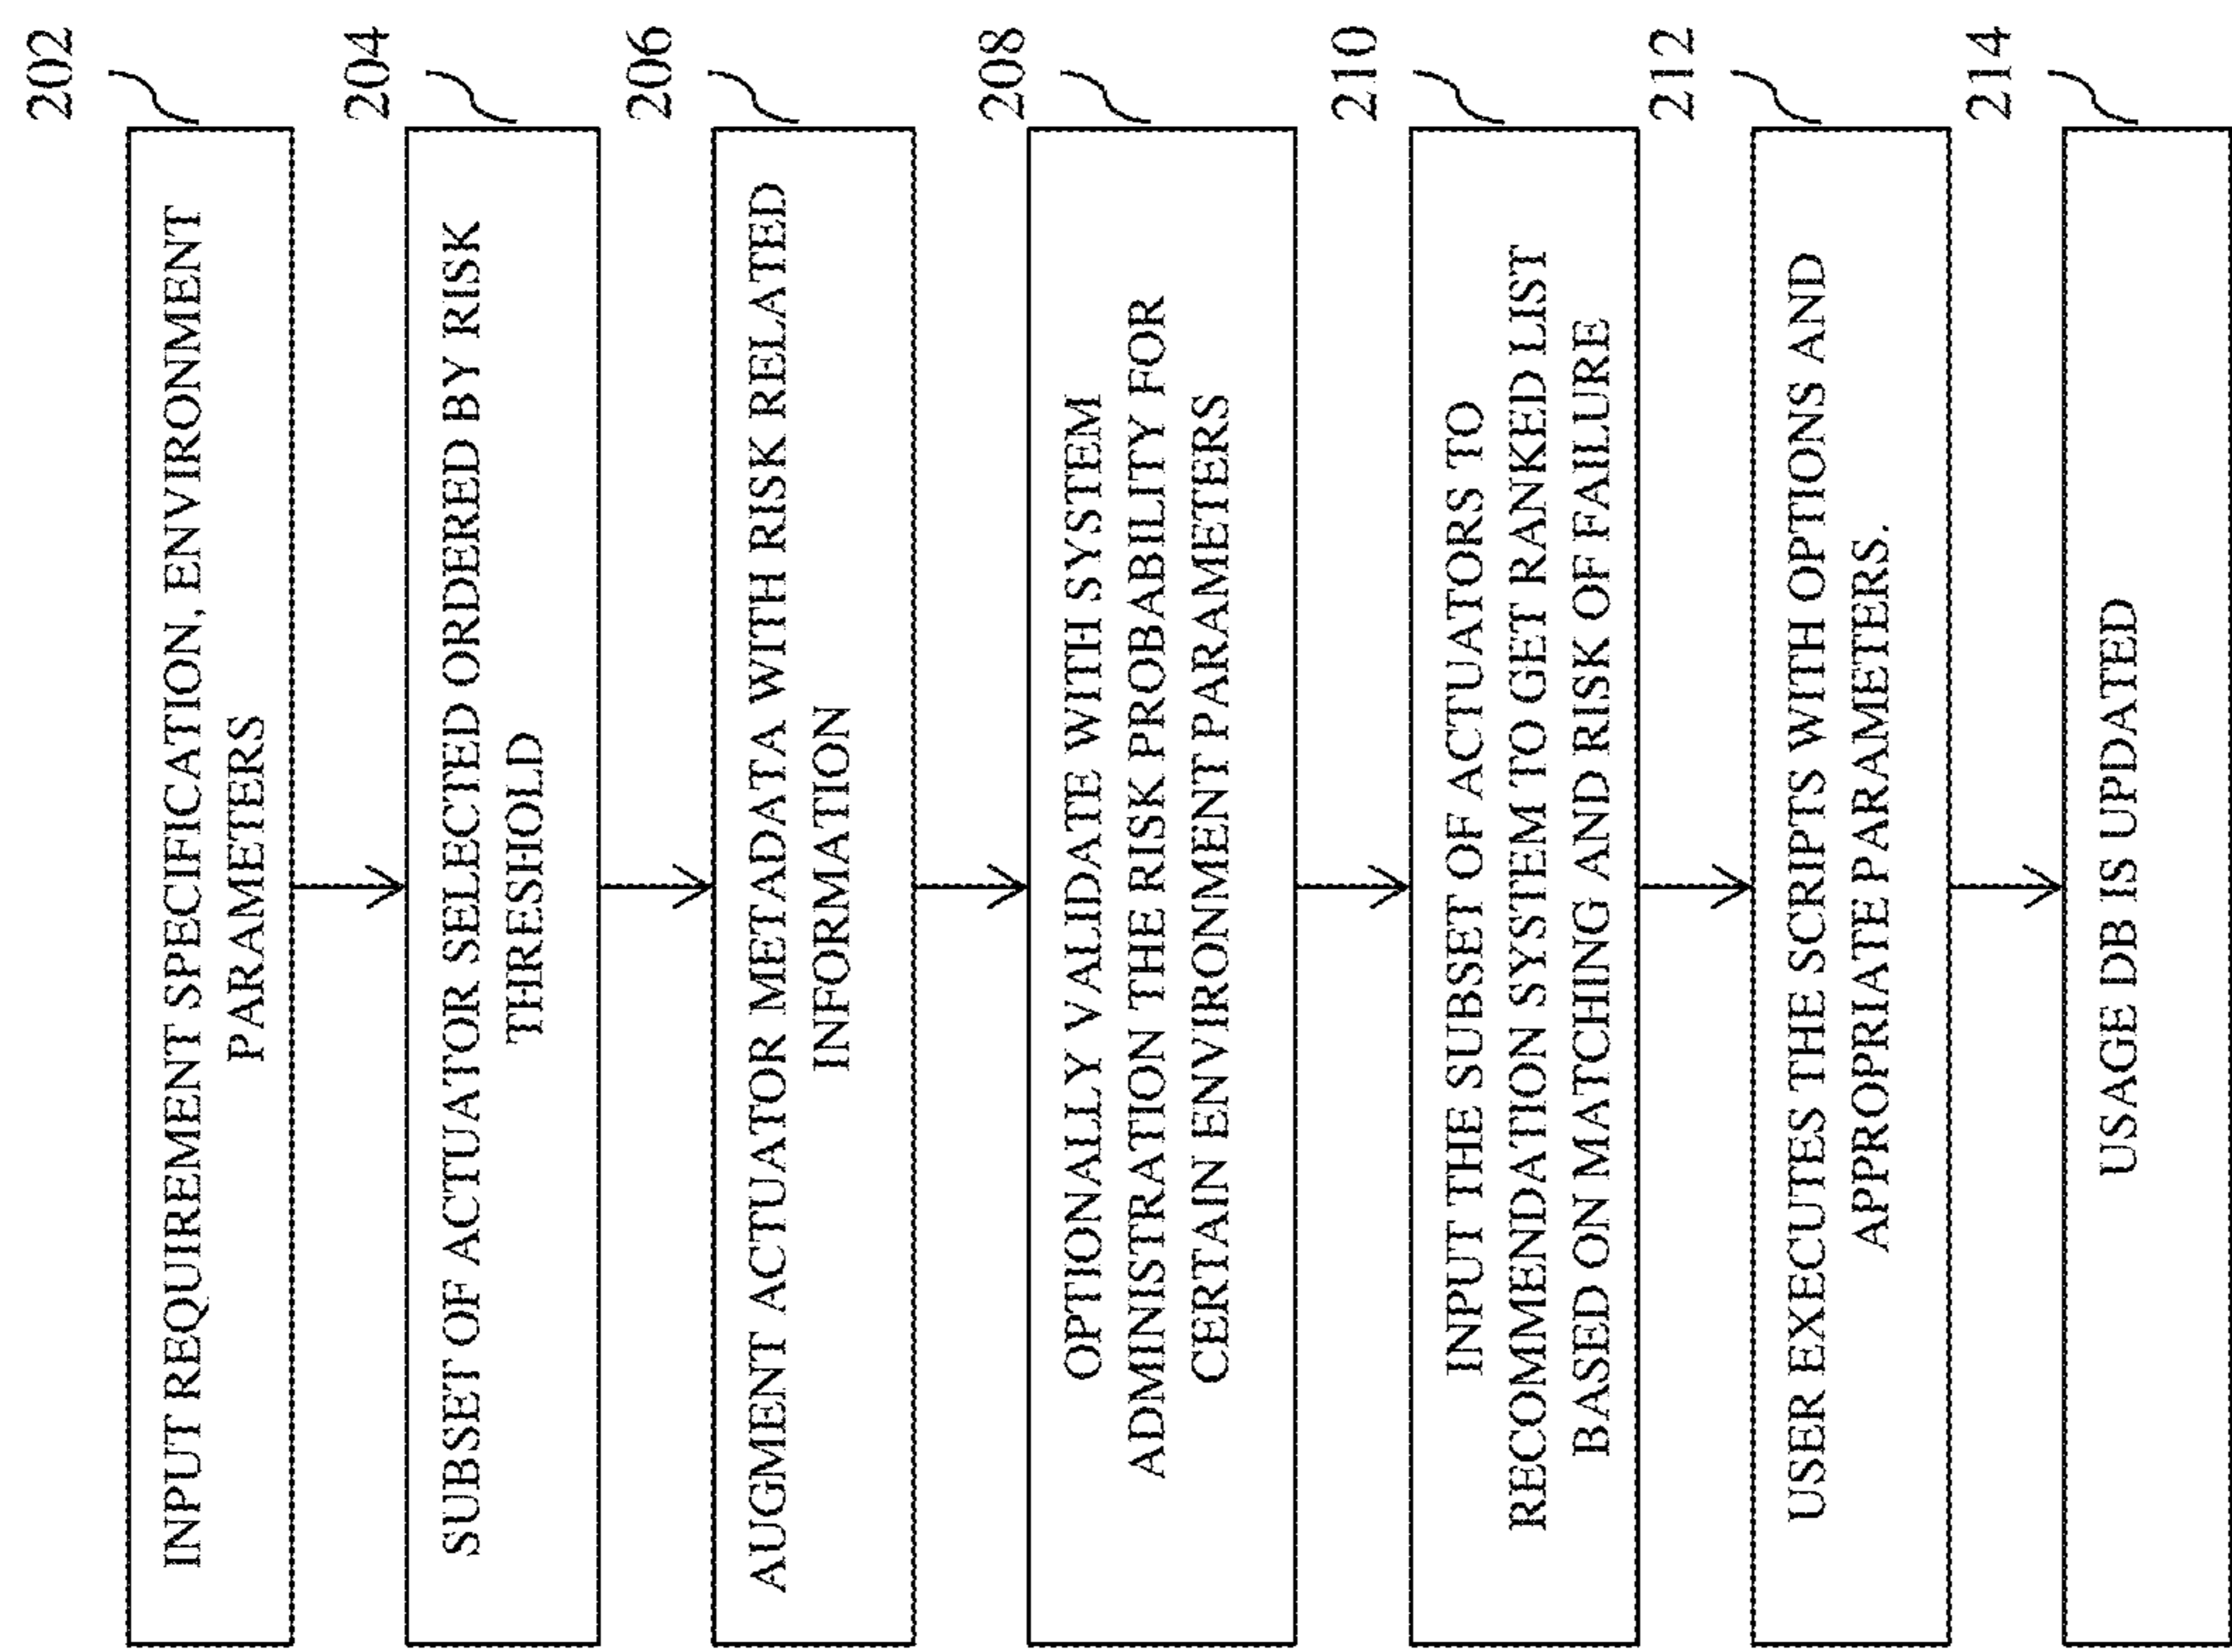 202
INPUT REQUIREMENT SPECIFICATION, ENVIRONMENT
PARAMETERS
204
SUBSET OF ACTUATOR SELECTED ORDERED BY RISK
THRESHOLD
206
AUGMENT ACTUATOR METADATA WITH RISK RELATED
INFORMATION
208
OPTIONALLY VALIDATE WITH SYSTEM
ADMINISTRATION THE RISK PROBABILITY FOR
CERTAIN ENVIRONMENT PARAMETERS
210
INPUT THE SUBSET OF ACTUATORS TO
RECOMMENDATION SYSTEM TO GET RANKED LIST
BASED ON MATCHING AND RISK OF FAILURE
212
USER EXECUTES THE SCRIPTS WITH OPTIONS AND
APPROPRIATE PARAMETERS.
214
USAGE DB IS UPDATED